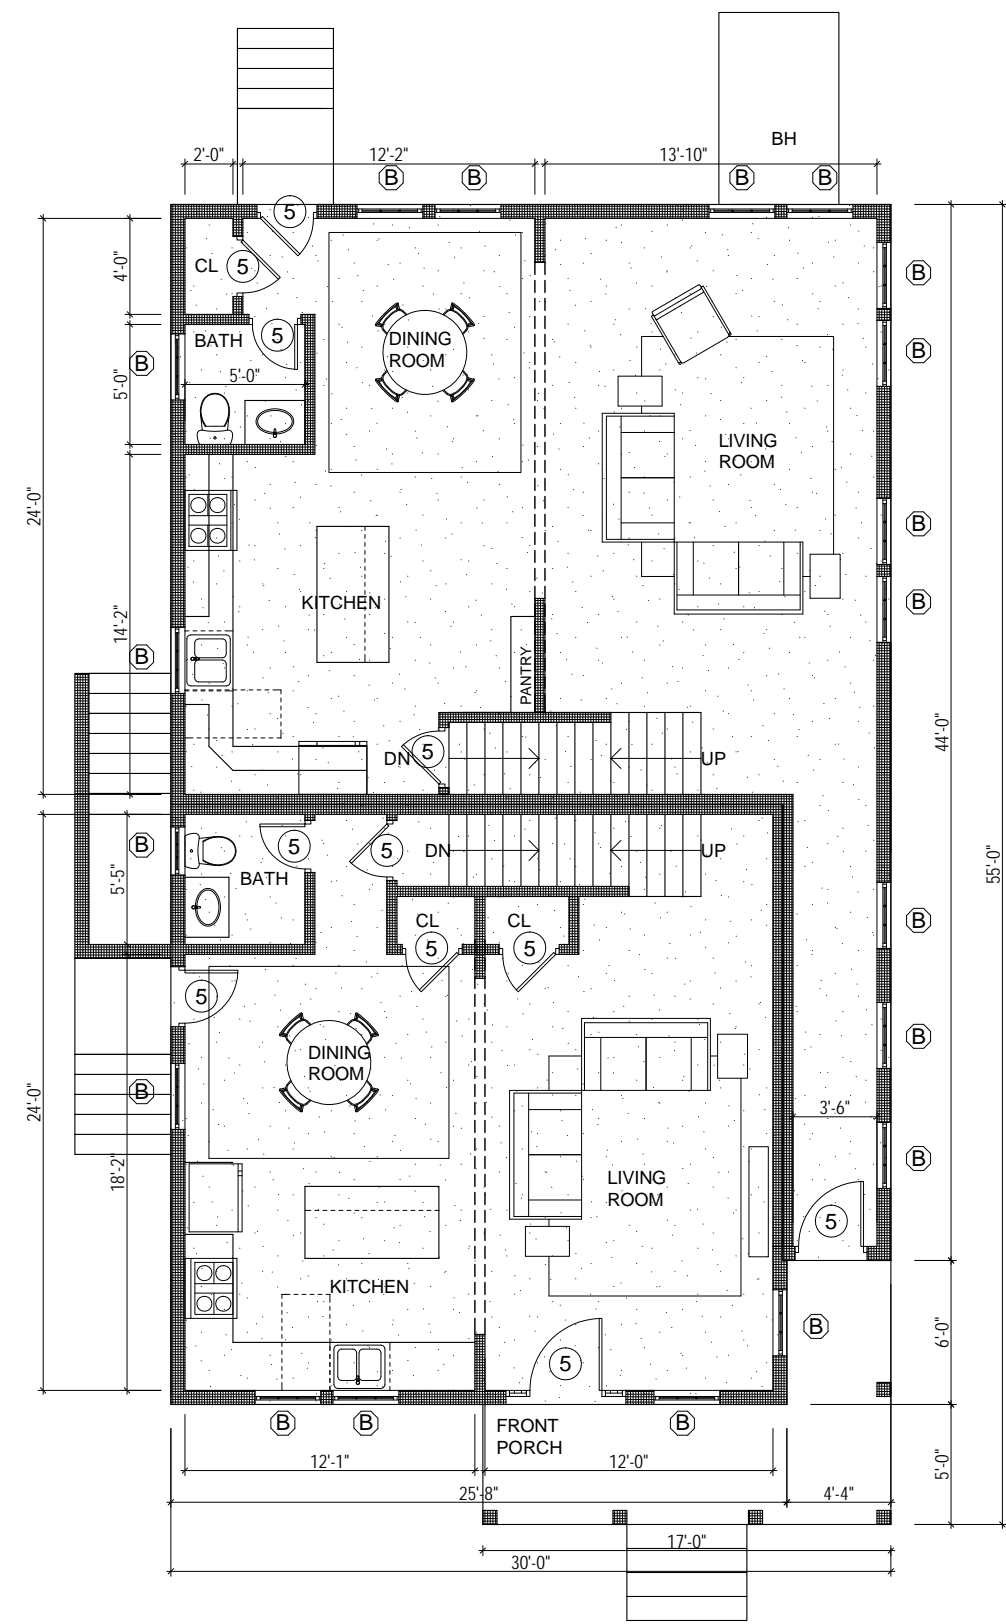 BH
2'-0"
12'-2"
13'-10"
B
B
B
B
5
4'-0"
CL
5
B
BATH
5
DINING
ROOM
B
B
5'-0"
5'-0"
LIVING
ROOM
24'-0"
B
KITCHEN
B
14'-2"
B
PANTRY
44'-0"
DN
5
UP
B
5
5
DN
UP
5'-5"
BATH
55'-0"
CL
CL
B
5
5
5
B
DINING
ROOM
B
24'-0"
3'-6"
18'-2"
B
LIVING
ROOM
5
KITCHEN
B
6'-0"
5
B
B
B
FRONT
PORCH
12'-1"
12'-0"
5'-0"
25'-8"
4'-4"
17'-0"
30'-0"